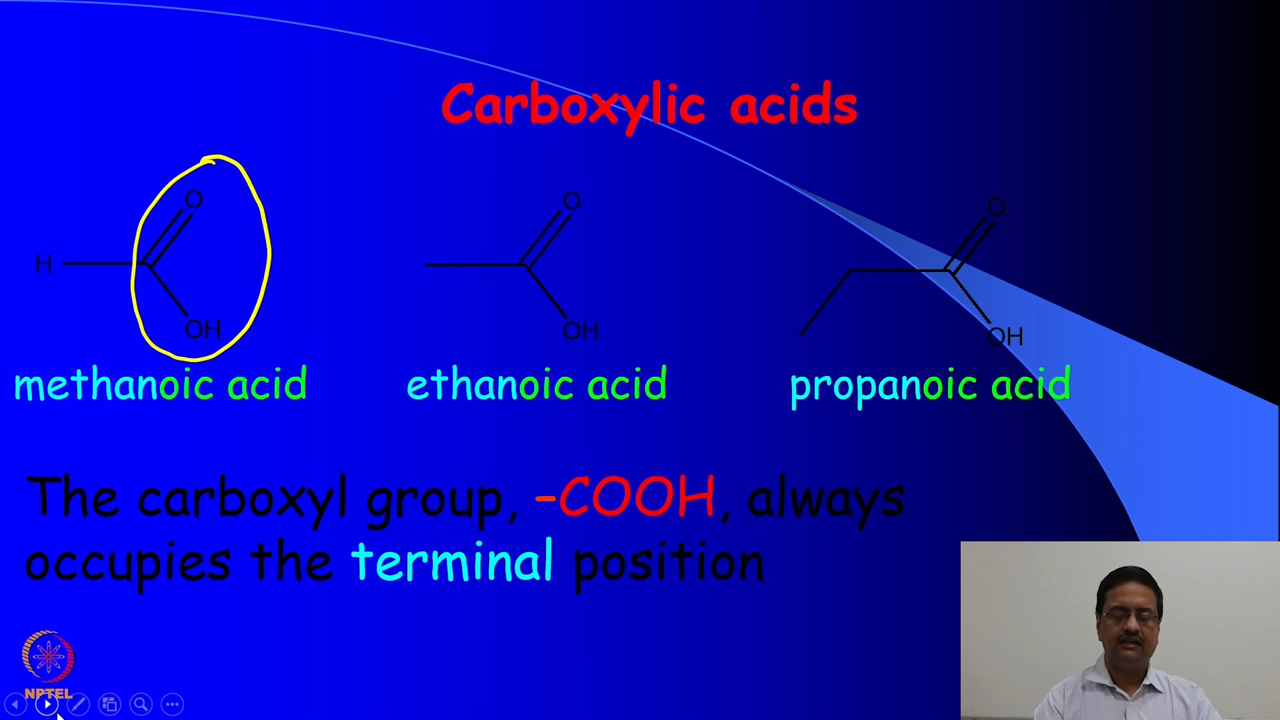 Carboxylic acids
O
O
O
H
OH
OH
OH
methanoic acid
ethanoic acid
propanoic acid
The carboxyl group, –COOH, always
occupies the terminal position
NPTEL